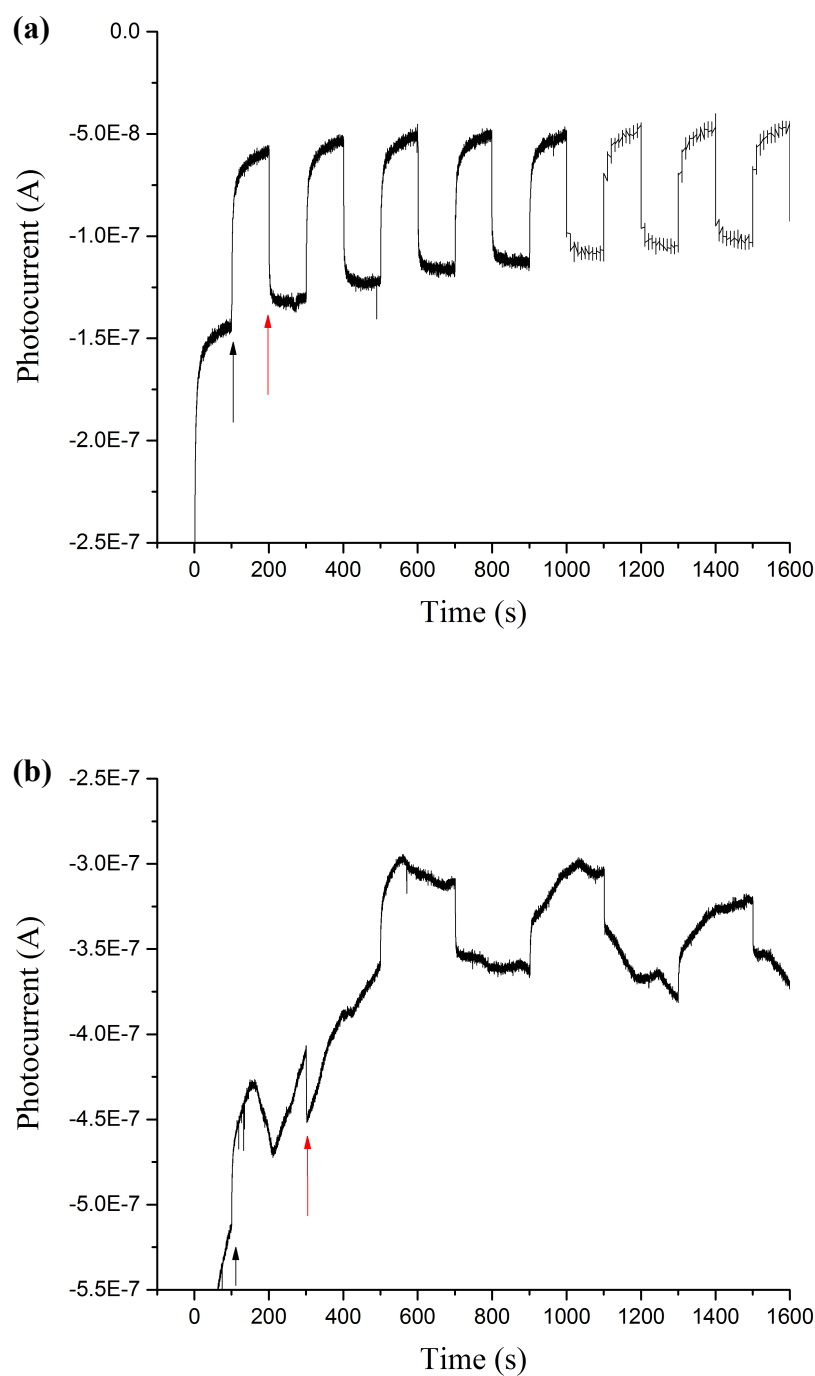 (a)
0.0
-5.0E-8
-1.0E-7
-1.5E-7
-2.0E-7
-2.5E-7
Photocurrent (A)
0 200 400 600 800 1000 1200 1400 1600
Time (s)
(b)
-2.5E-7
-3.0E-7
-3.5E-7
-4.0E-7
-4.5E-7
-5.0E-7
-5.5E-7
Photocurrent (A)
0 200 400 600 800 1000 1200 1400 1600
Time (s)